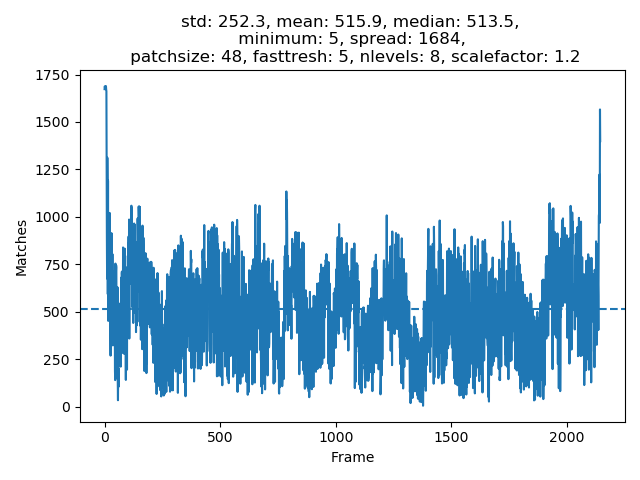 std: 252.3, mean: 515.9, median: 513.5,
minimum: 5, spread: 1684,
patchsize: 48, fasttresh: 5, nlevels: 8, scalefactor: 1.2
1750
1500
1250
1000
750
500
250
0
Matches
0 500 1000 1500 2000
Frame